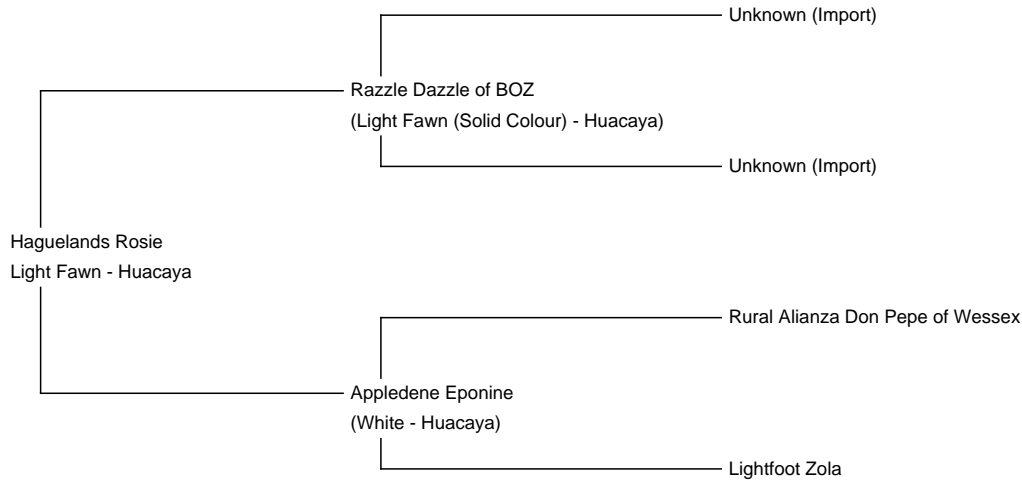 Unknown (Import)
Razzle Dazzle of BOZ
(Light Fawn (Solid Colour) - Huacaya)
Unknown (Import)
Haguelands Rosie
Light Fawn - Huacaya
Rural Alianza Don Pepe of Wessex
Appledene Eponine
(White - Huacaya)
Lightfoot Zola